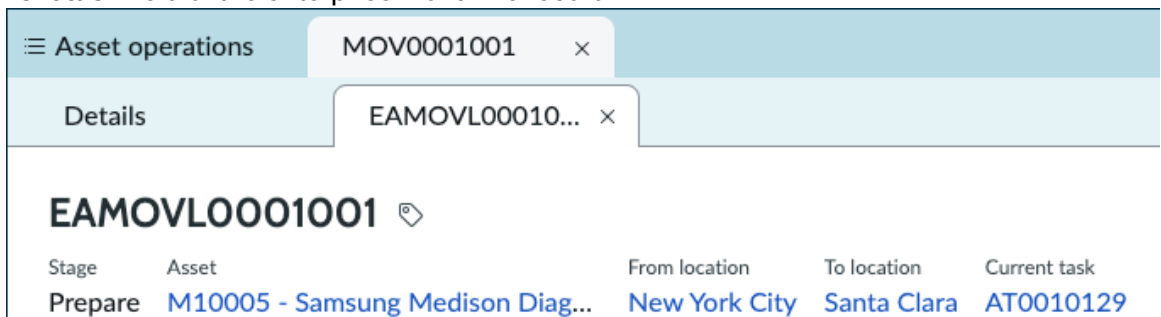 Asset operations MOV0001001
Details EAMOVL00010...
EAMOVL0001001
Stage Asset From location To location Current task
Prepare M10005 - Samsung Medison Diag... New York City Santa Clara AT0010129